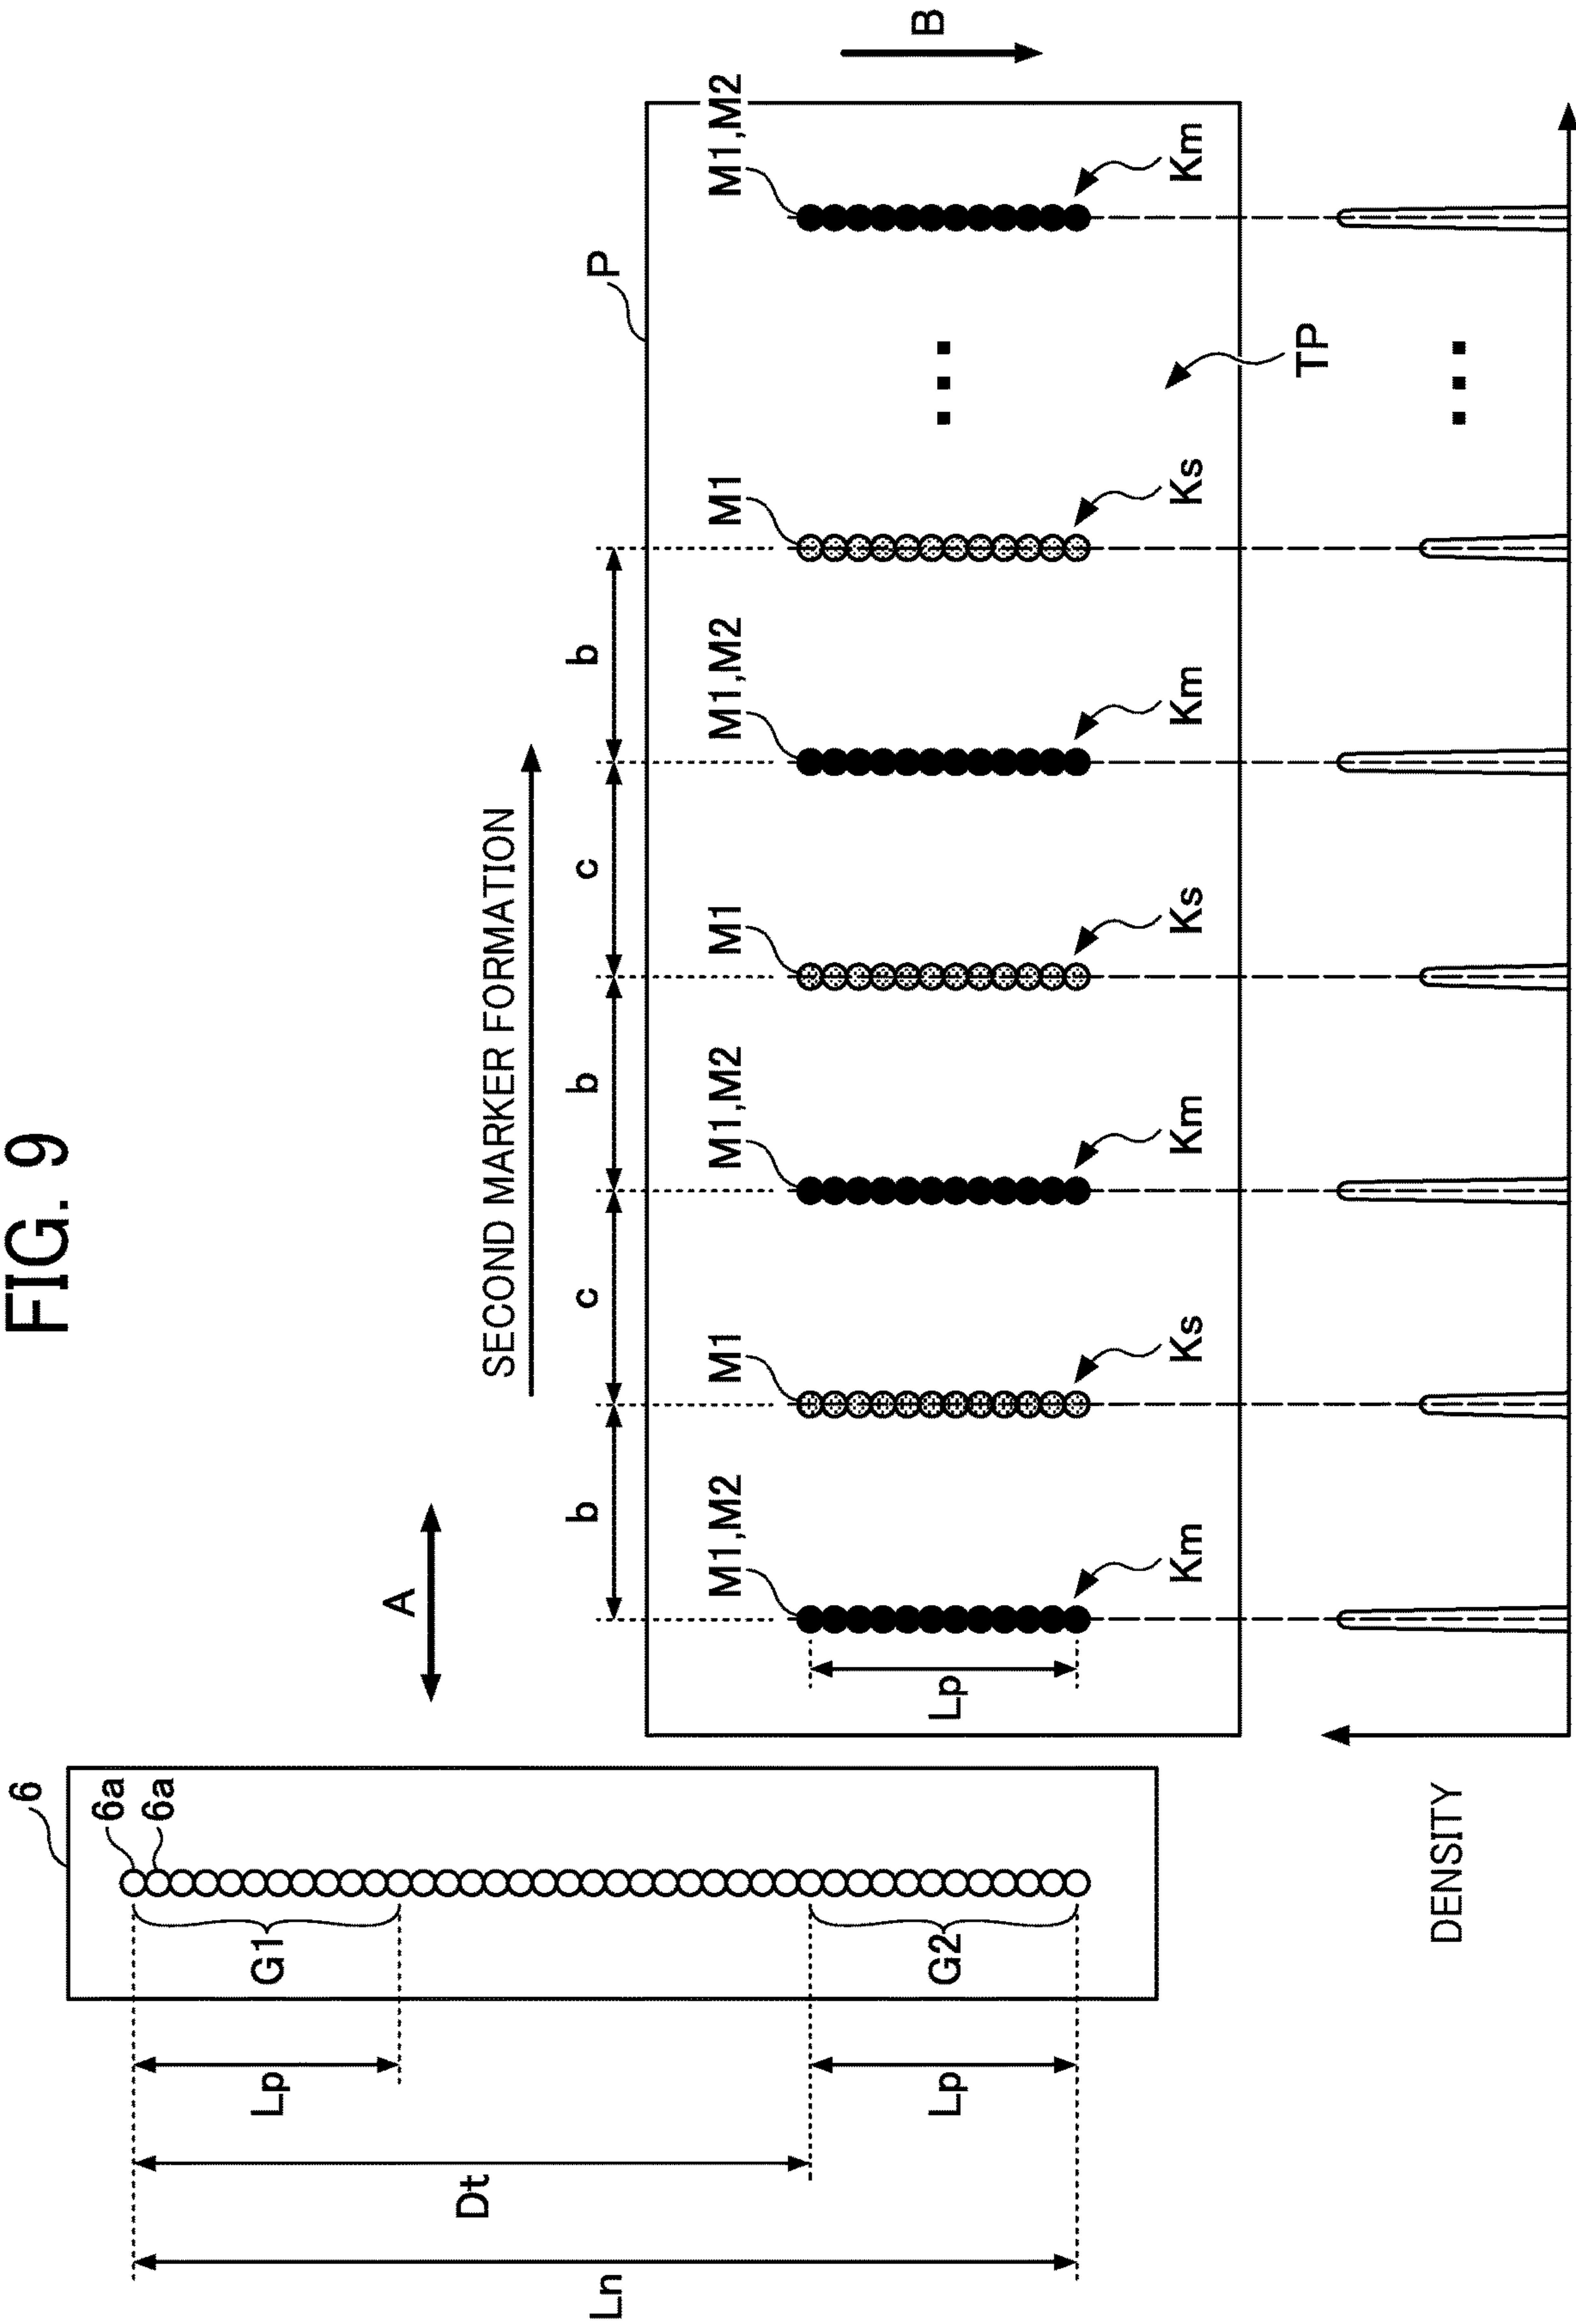 FIG. 9
6
6a
6a
G1
G2
Lp
Lp
Dt
Ln
A
SECOND MARKER FORMATION
b
c
b
c
b
P
B
M1,M2
M1
M1,M2
M1
M1,M2
M1
M1,M2
Lp
Km
Ks
Km
Ks
Km
Ks
Km
TP
DENSITY